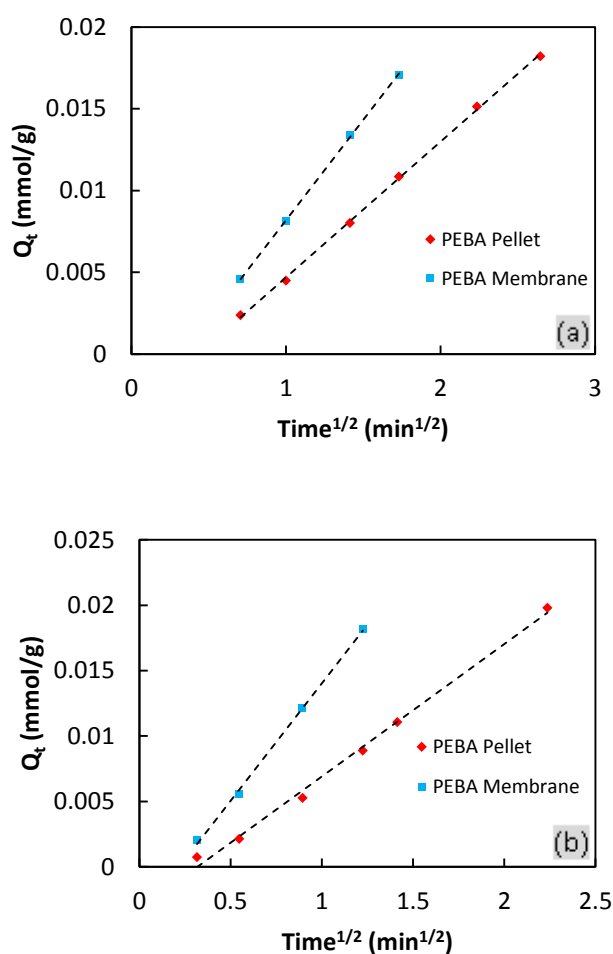 0.02
0.015
0.01
0.005
0
Qt (mmol/g)
PEBA Pellet
PEBA Membrane
(a)
0 1 2 3
Time1/2 (min1/2)
0.025
0.02
0.015
0.01
0.005
0
Qt (mmol/g)
PEBA Pellet
PEBA Membrane
(b)
0 0.5 1 1.5 2 2.5
Time1/2 (min1/2)